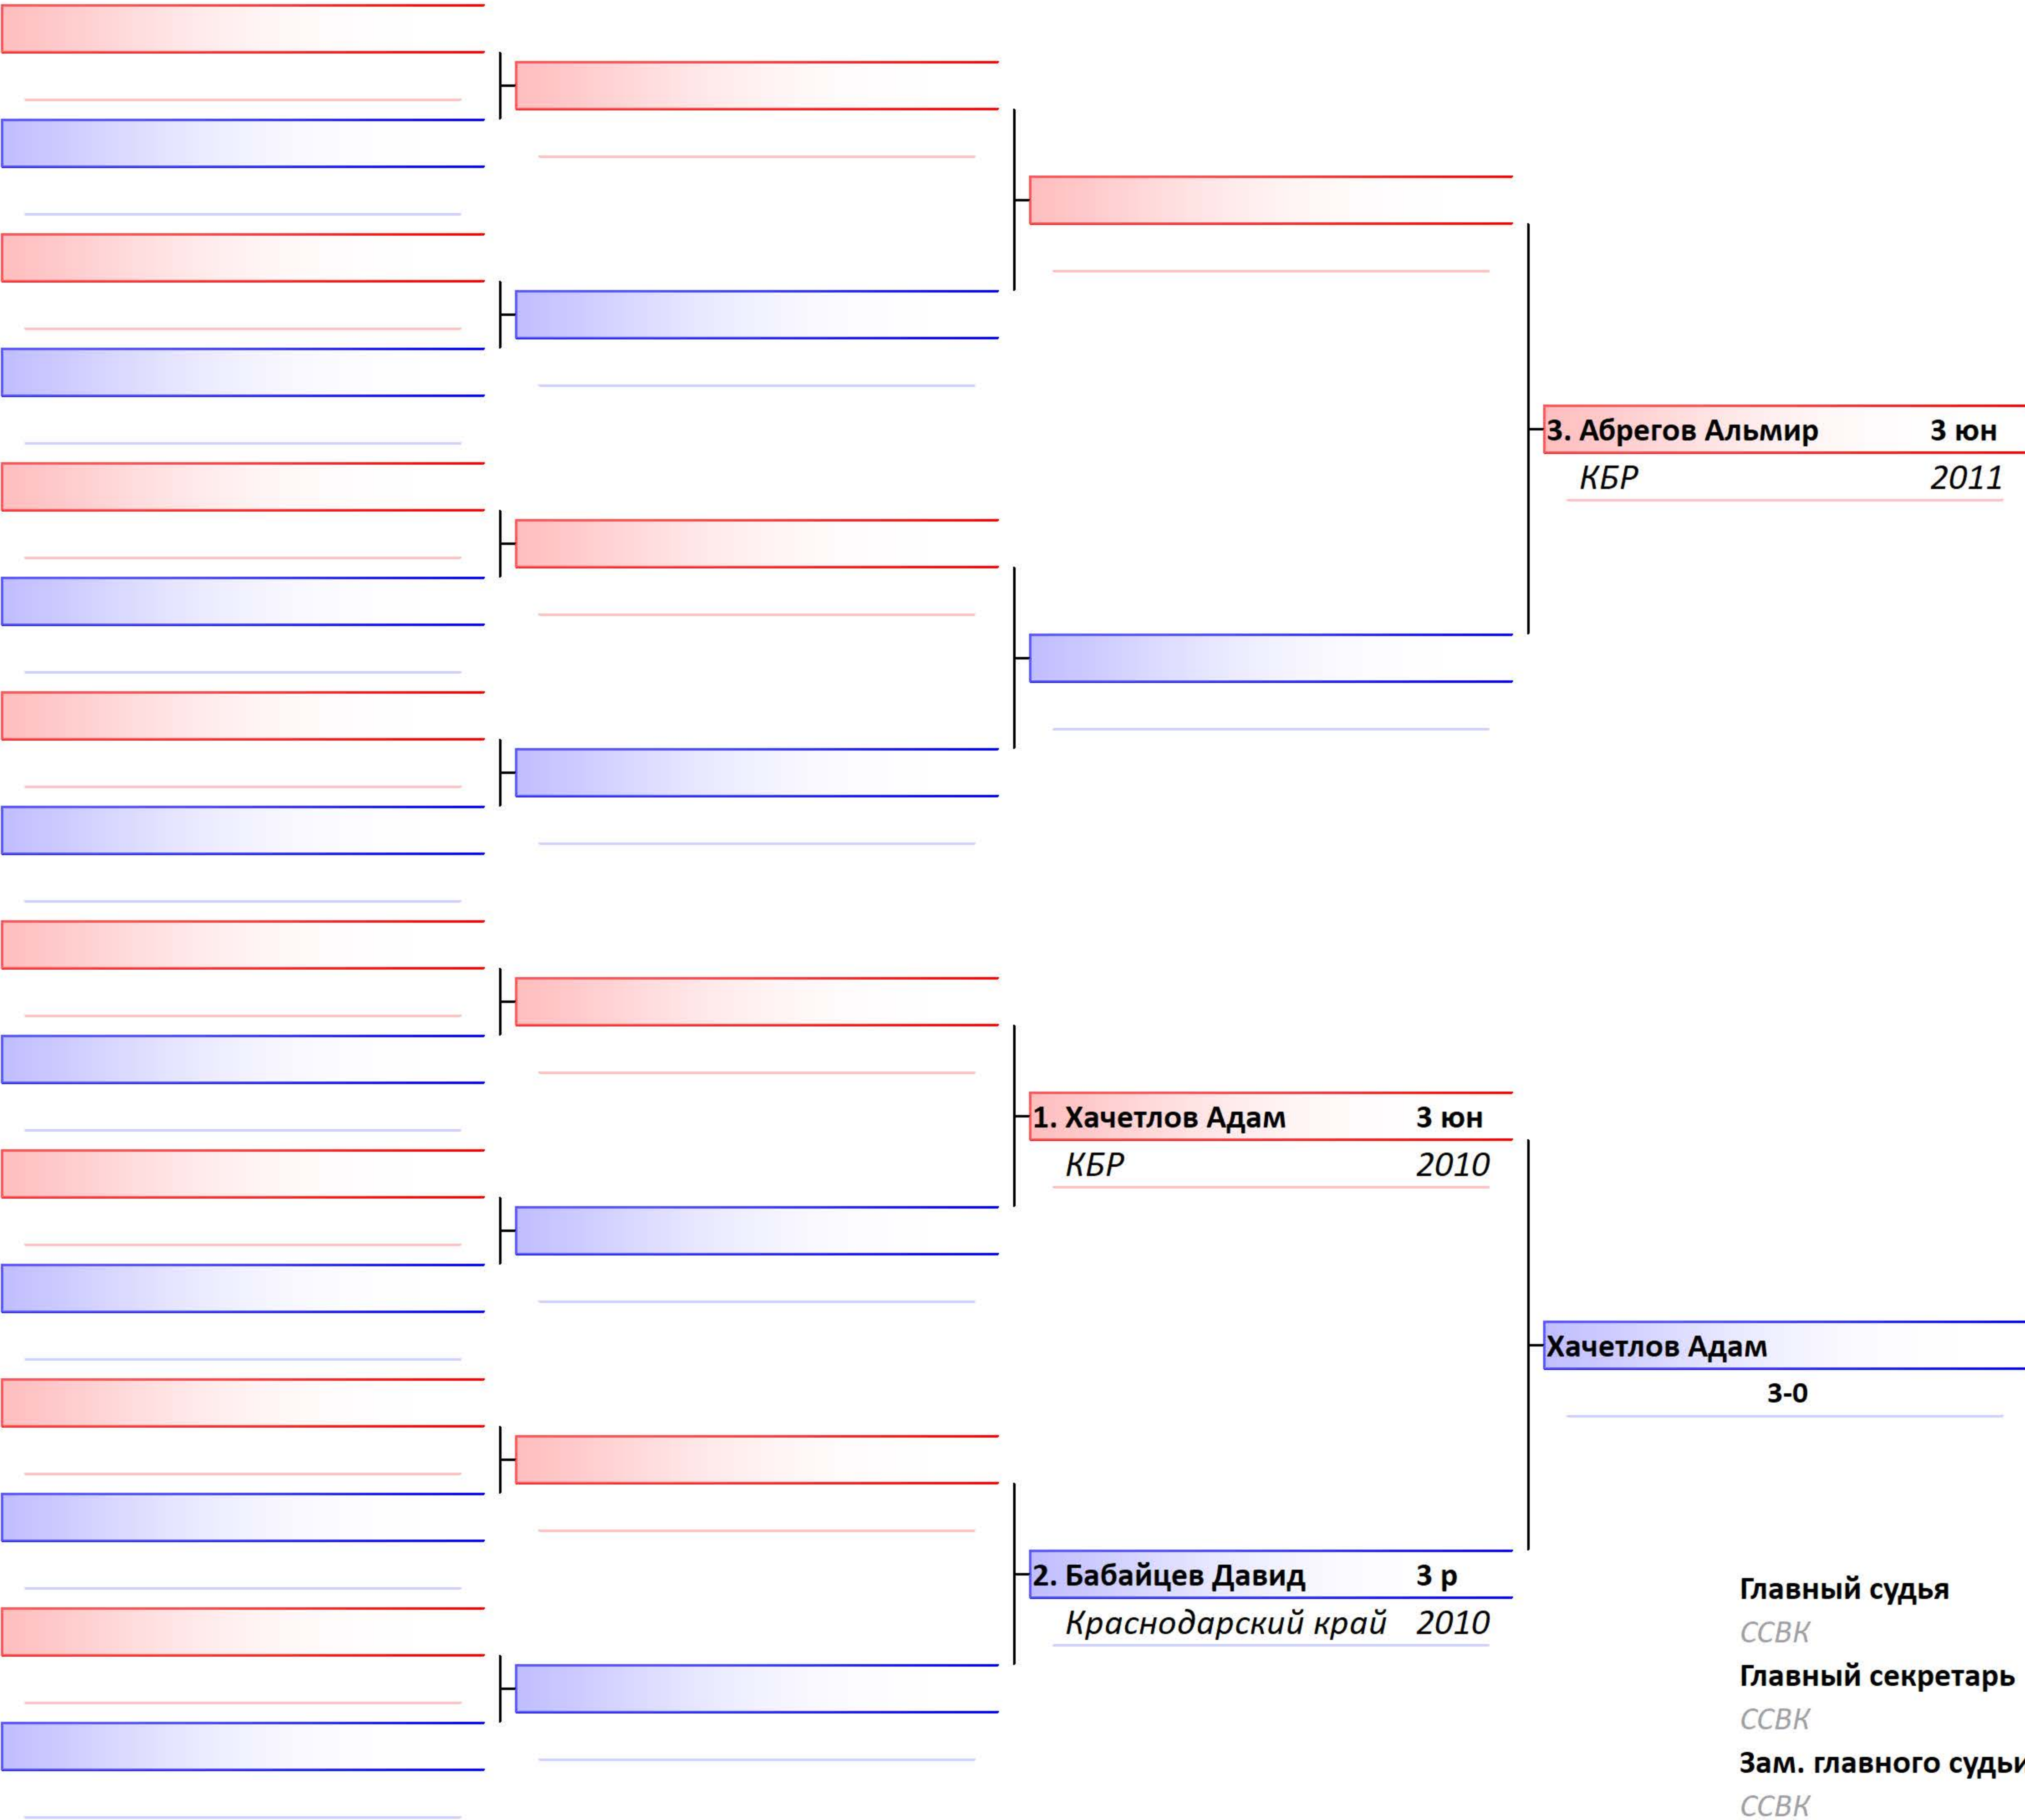 3. Абрегов Альмир 3 юн
КБР 2011
1. Хачетлов Адам 3 юн
КБР 2010
Хачетлов Адам
3-0
2. Бабайцев Давид 3 р
Краснодарский край 2010
Главный судья
ССВК
Главный секретарь
ССВК
Зам. главного судьи
ССВК